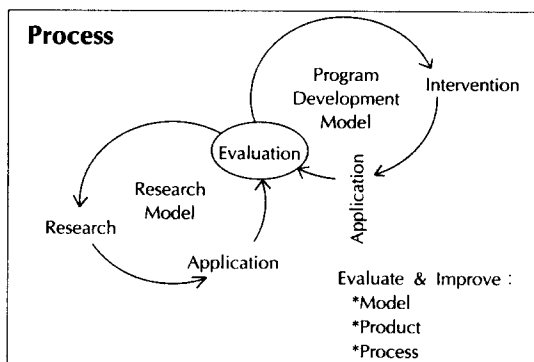 Process
Program
Development
Model
Intervention
Evaluation
Application
Research
Model
Research
Application
Evaluate & Improve :
*Model
*Product
*Process